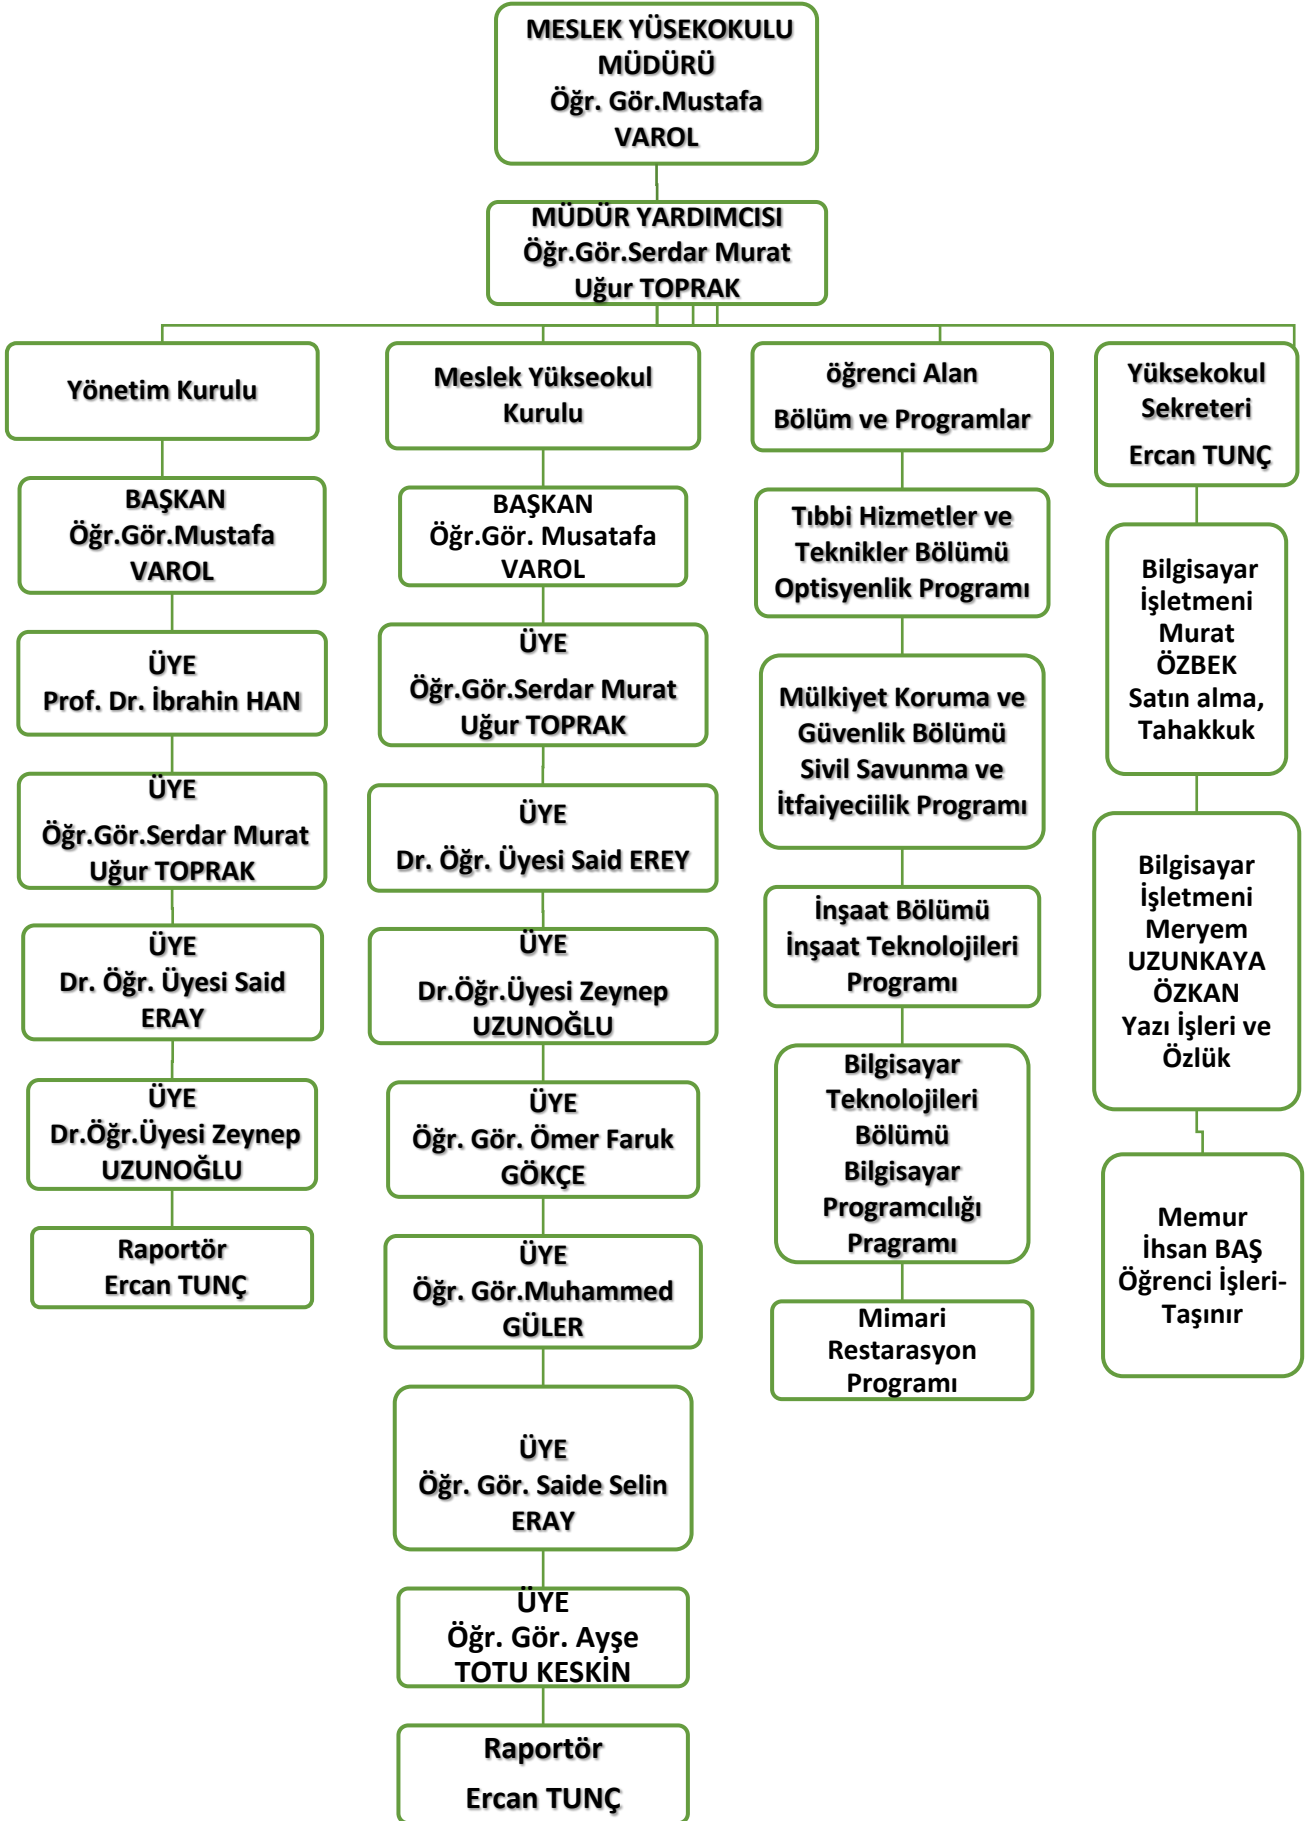 MESLEK YÜSEKOKULU
MÜDÜRÜ
Öğr. Gör.Mustafa
VAROL
MÜDÜR YARDIMCISI
Öğr.Gör.Serdar Murat
Uğur TOPRAK
Yönetim Kurulu
BAŞKAN
Öğr.Gör.Mustafa
VAROL
ÜYE
Prof. Dr. İbrahin HAN
ÜYE
Öğr.Gör.Serdar Murat
Uğur TOPRAK
ÜYE
Dr. Öğr. Üyesi Said
ERAY
ÜYE
Dr.Öğr.Üyesi Zeynep
UZUNOĞLU
Raportör
Ercan TUNÇ
Meslek Yükseokul
Kurulu
BAŞKAN
Öğr.Gör. Musatafa
VAROL
ÜYE
Öğr.Gör.Serdar Murat
Uğur TOPRAK
ÜYE
Dr. Öğr. Üyesi Said EREY
ÜYE
Dr.Öğr.Üyesi Zeynep
UZUNOĞLU
ÜYE
Öğr. Gör. Ömer Faruk
GÖKÇE
ÜYE
Öğr. Gör.Muhammed
GÜLER
ÜYE
Öğr. Gör. Saide Selin
ERAY
ÜYE
Öğr. Gör. Ayşe
TOTU KESKİN
Raportör
Ercan TUNÇ
öğrenci Alan
Bölüm ve Programlar
Tıbbi Hizmetler ve
Teknikler Bölümü
Optisyenlik Programı
Mülkiyet Koruma ve
Güvenlik Bölümü
Sivil Savunma ve
İtfaiyeciilik Programı
İnşaat Bölümü
İnşaat Teknolojileri
Programı
Bilgisayar
Teknolojileri
Bölümü
Bilgisayar
Programcılığı
Pragramı
Mimari
Restarasyon
Programı
Yüksekokul
Sekreteri
Ercan TUNÇ
Bilgisayar
İşletmeni
Murat
ÖZBEK
Satın alma,
Tahakkuk
Bilgisayar
İşletmeni
Meryem
UZUNKAYA
ÖZKAN
Yazı İşleri ve
Özlük
Memur
İhsan BAŞ
Öğrenci İşleri-
Taşınır